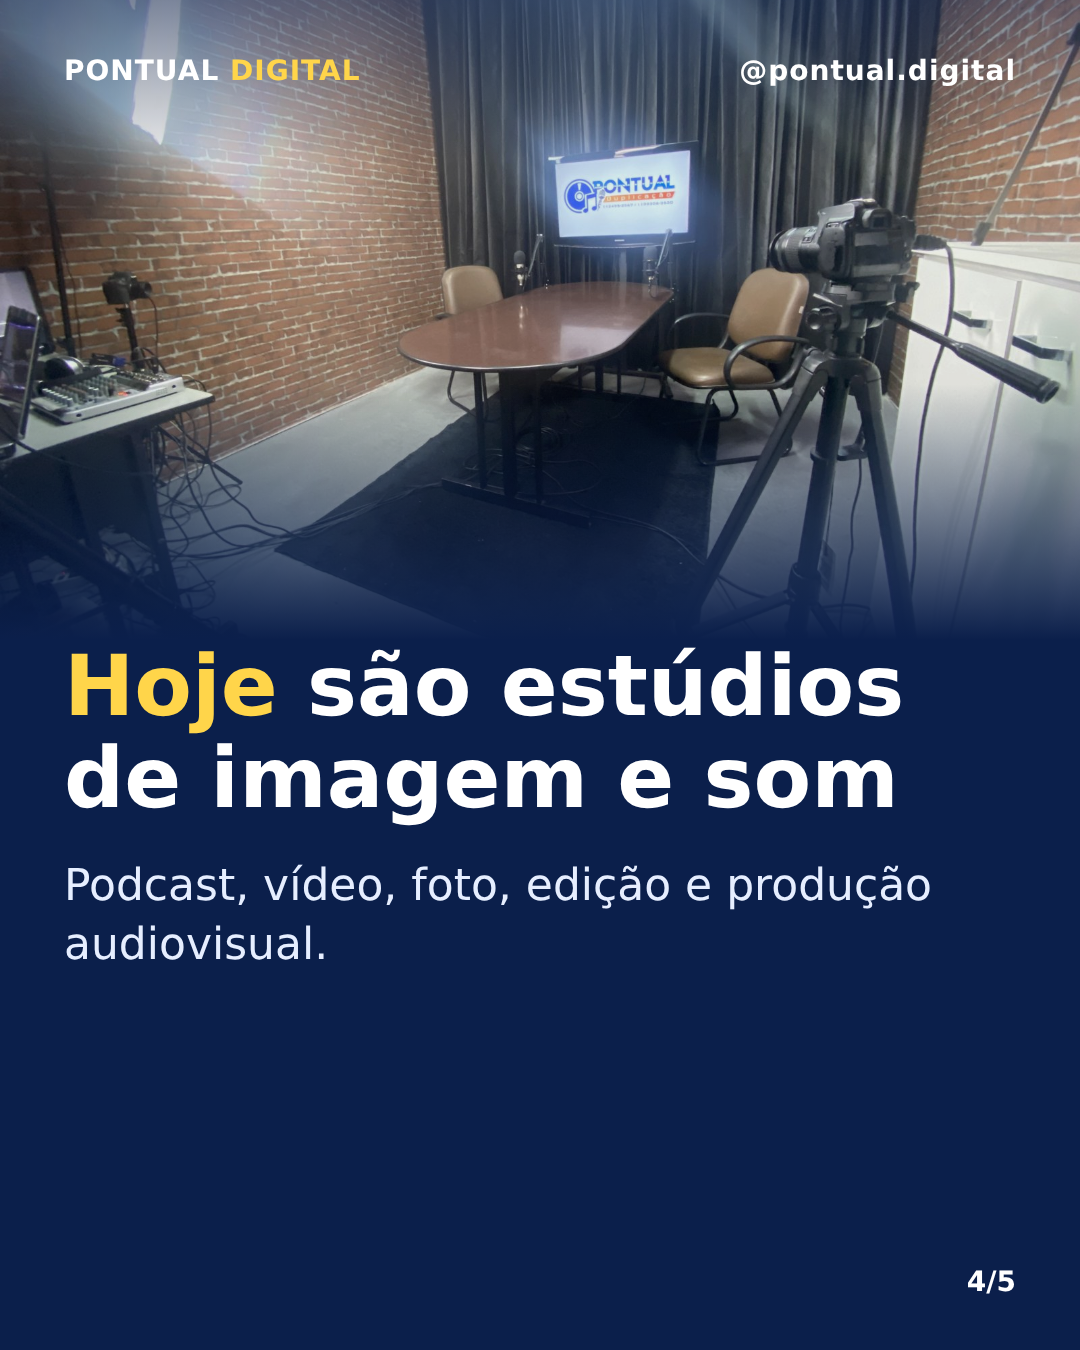 PONTUAL DIGITAL
@pontual.digital
PONTUAL
Hoje são estúdios
de imagem e som
Podcast, vídeo, foto, edição e produção
audiovisual.
4/5